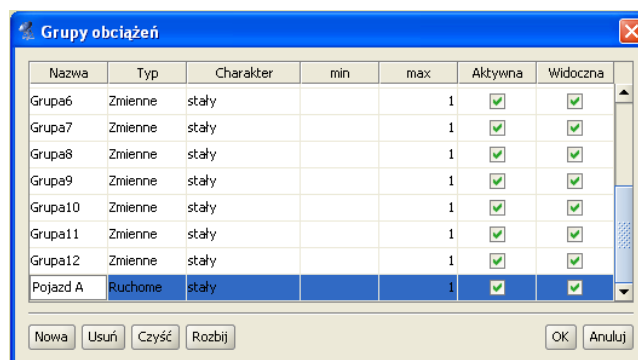 Grupy obciążeń
Nazwa Typ Charakter min max Aktywna Widoczna
Grupa6 Zmienne stały 1
Grupa7 Zmienne stały 1
Grupa8 Zmienne stały 1
Grupa9 Zmienne stały 1
Grupa10 Zmienne stały 1
Grupa11 Zmienne stały 1
Grupa12 Zmienne stały 1
Pojazd A Ruchome stały 1
Nowa Usuń Czyść Rozbij OK Anuluj